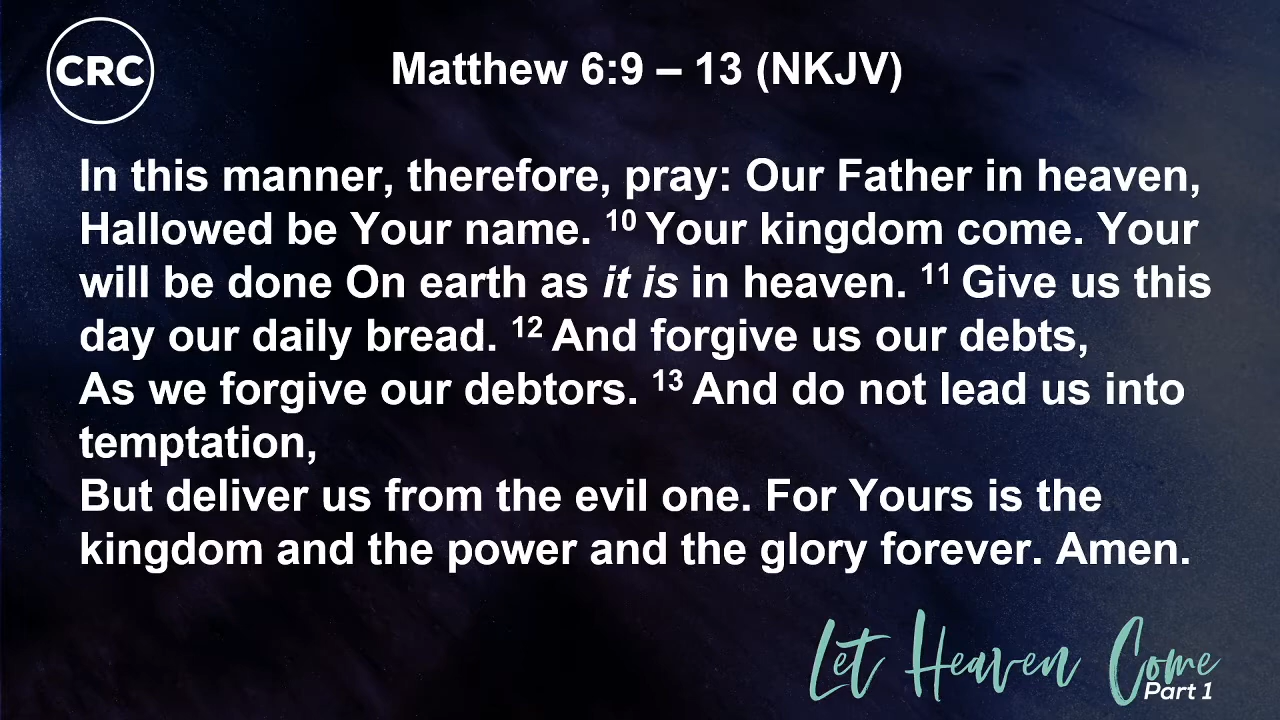 CRC
Matthew 6:9 – 13 (NKJV)
In this manner, therefore, pray: Our Father in heaven,
Hallowed be Your name. 10 Your kingdom come. Your
will be done On earth as it is in heaven. 11 Give us this
day our daily bread. 12 And forgive us our debts,
As we forgive our debtors. 13 And do not lead us into
temptation,
But deliver us from the evil one. For Yours is the
kingdom and the power and the glory forever. Amen.
Let Heaven Come
Part 1